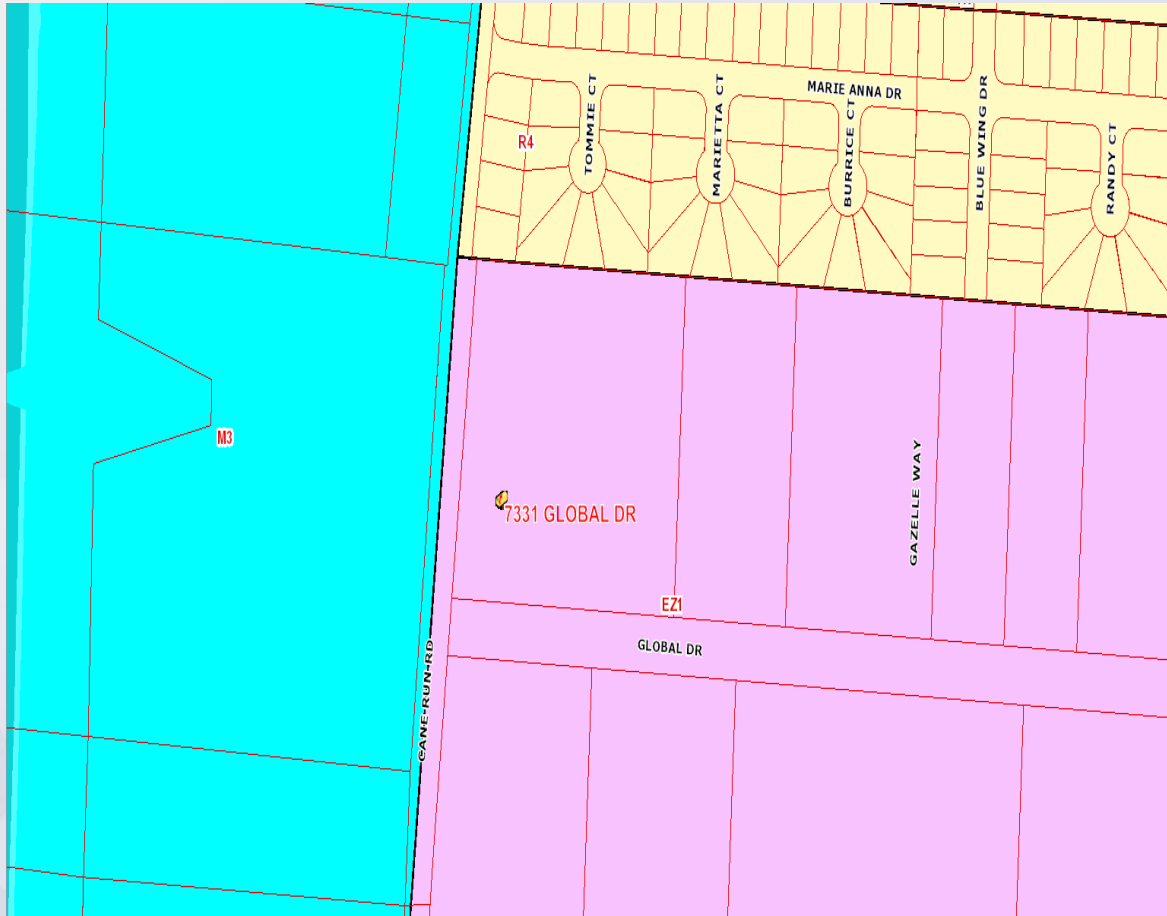 MARIE ANNA DR
TOMMIE CT
MARIETTA CT
BURRICE CT
BLUE WING DR
RANDY CT
R4
M3
GAZELLE WAY
7331 GLOBAL DR
EZ1
GLOBAL DR
CANE RUN RD